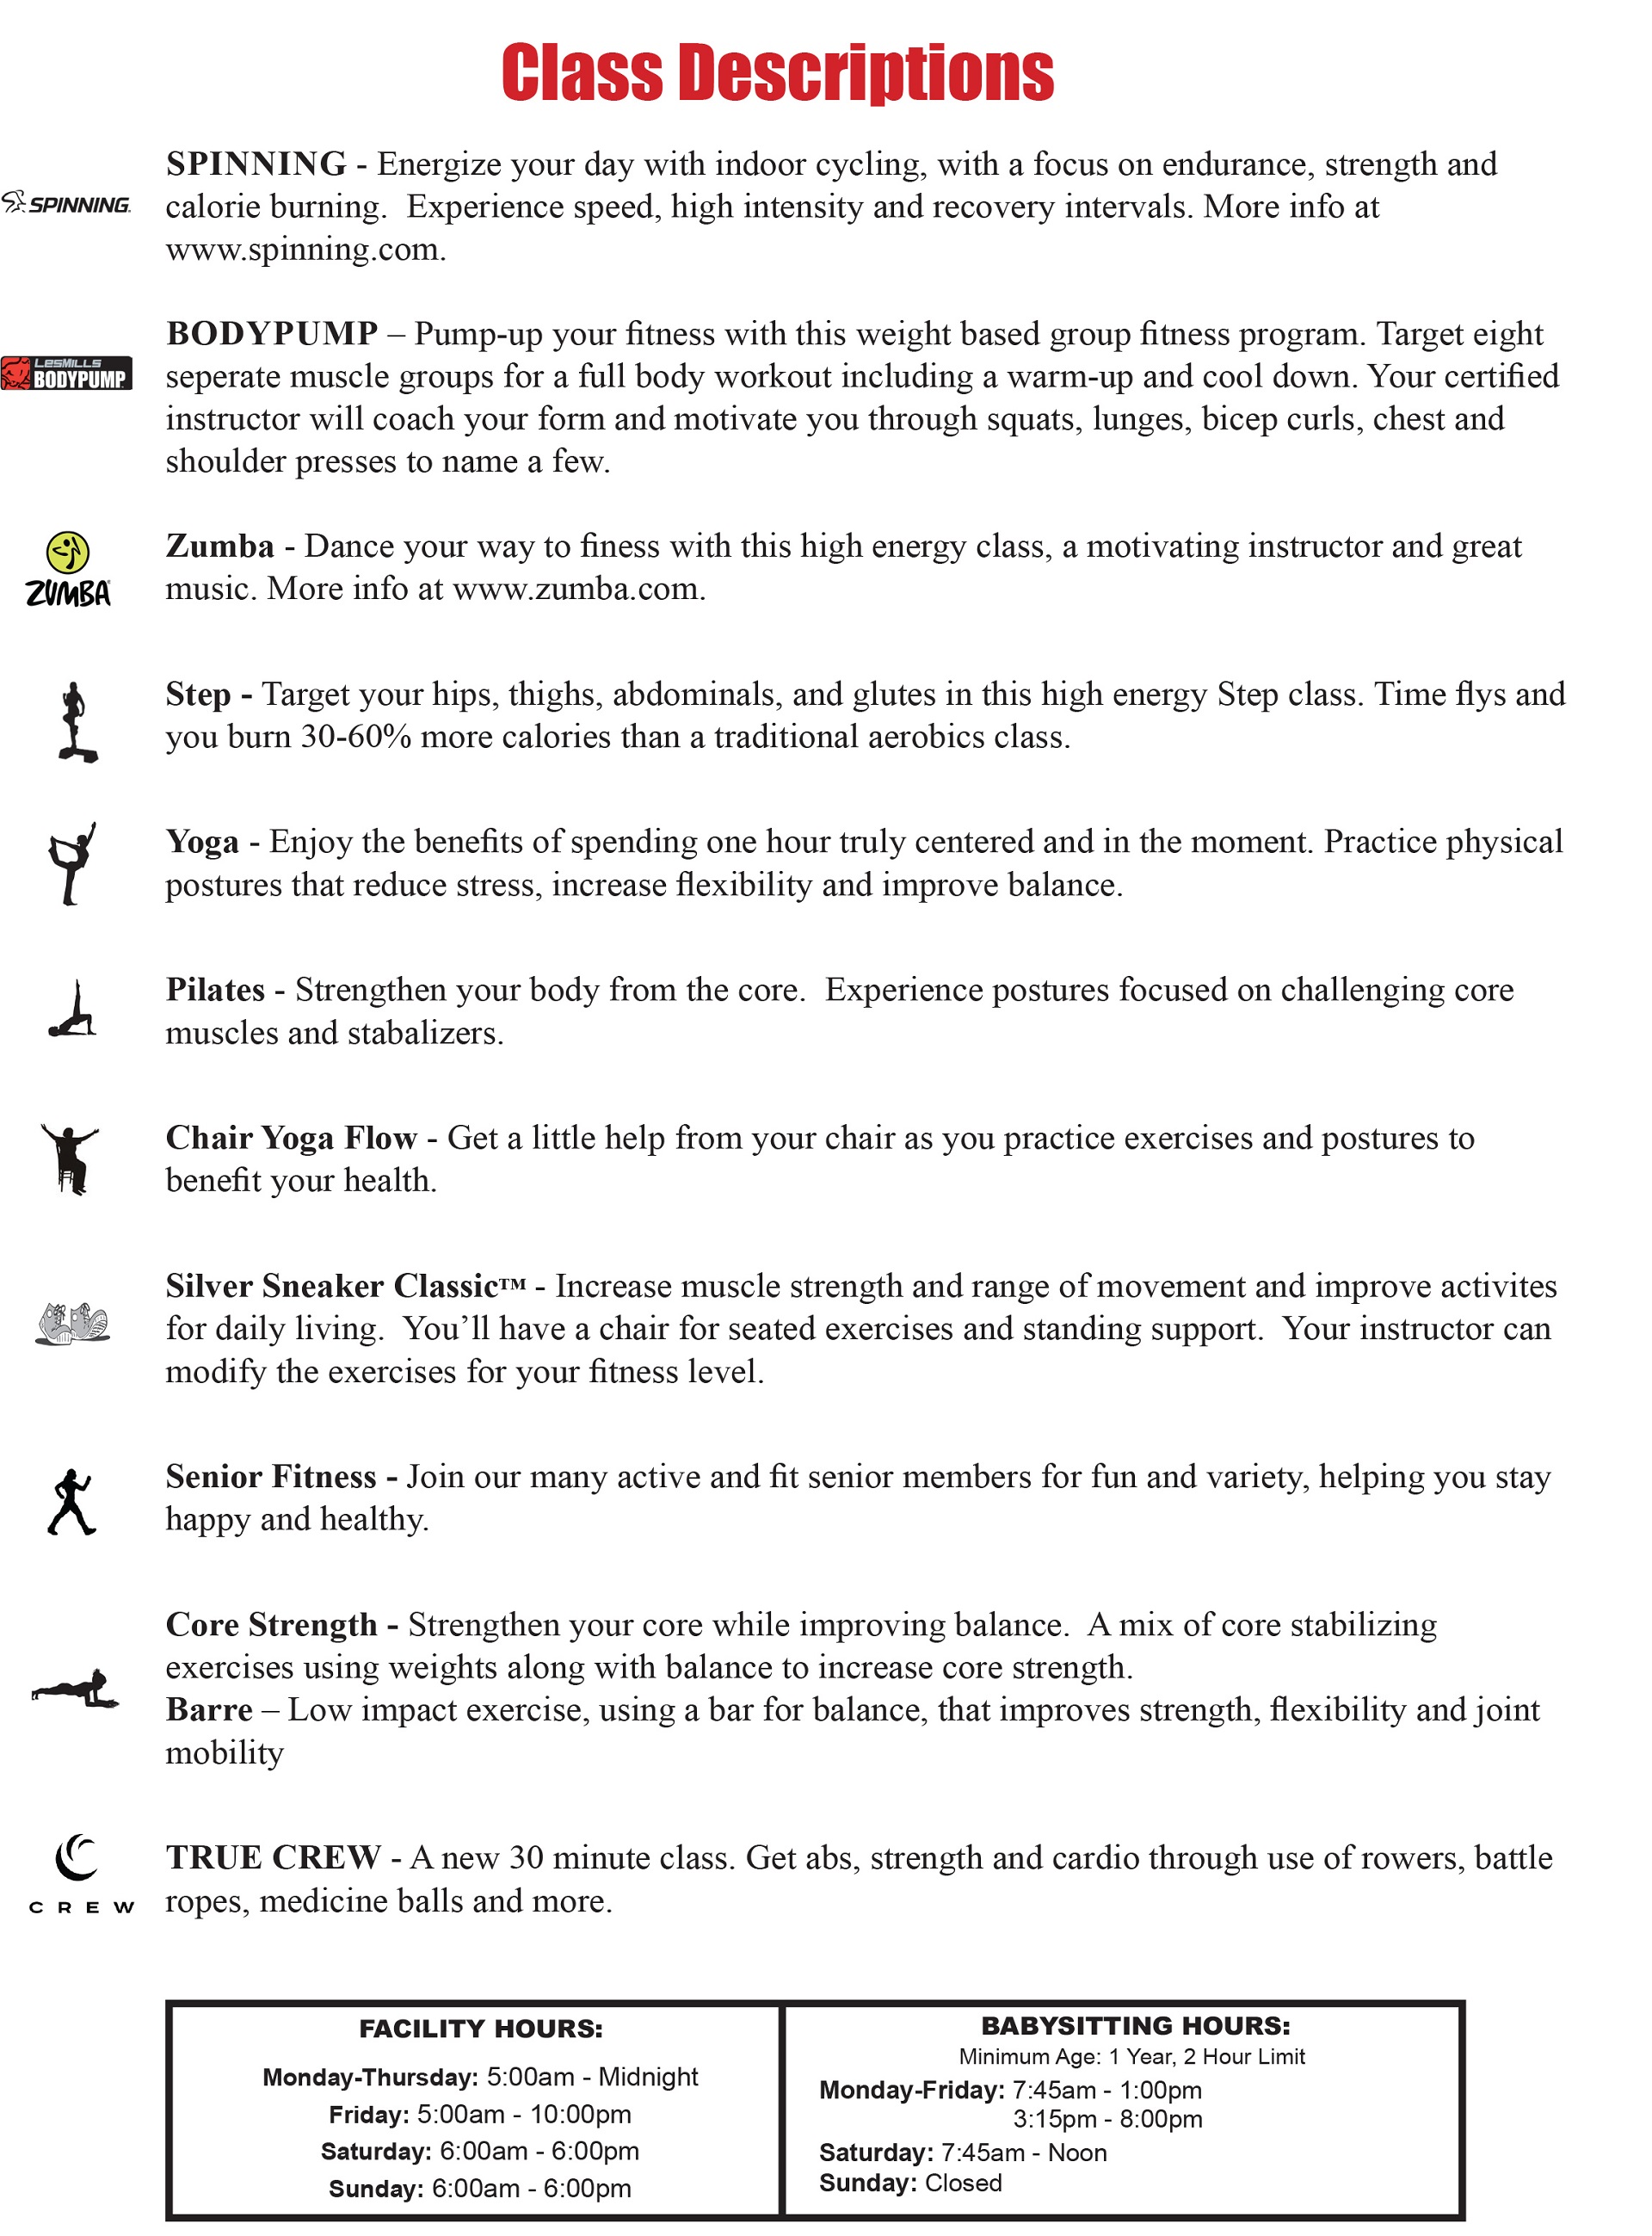 Class Descriptions
SPINNING - Energize your day with indoor cycling, with a focus on endurance, strength and
SPINNING.
calorie burning.  Experience speed, high intensity and recovery intervals. More info at
www.spinning.com.
BODYPUMP – Pump-up your fitness with this weight based group fitness program. Target eight
LESMILLS
BODYPUMP
seperate muscle groups for a full body workout including a warm-up and cool down. Your certified
instructor will coach your form and motivate you through squats, lunges, bicep curls, chest and
shoulder presses to name a few.
Zumba - Dance your way to finess with this high energy class, a motivating instructor and great
ZUMBA
music. More info at www.zumba.com.
Step - Target your hips, thighs, abdominals, and glutes in this high energy Step class. Time flys and
you burn 30-60% more calories than a traditional aerobics class.
Yoga - Enjoy the benefits of spending one hour truly centered and in the moment. Practice physical
postures that reduce stress, increase flexibility and improve balance.
Pilates - Strengthen your body from the core.  Experience postures focused on challenging core
muscles and stabalizers.
Chair Yoga Flow - Get a little help from your chair as you practice exercises and postures to
benefit your health.
Silver Sneaker Classic™ - Increase muscle strength and range of movement and improve activites
for daily living.  You’ll have a chair for seated exercises and standing support.  Your instructor can
modify the exercises for your fitness level.
Senior Fitness - Join our many active and fit senior members for fun and variety, helping you stay
happy and healthy.
Core Strength - Strengthen your core while improving balance.  A mix of core stabilizing
exercises using weights along with balance to increase core strength.
Barre – Low impact exercise, using a bar for balance, that improves strength, flexibility and joint
mobility
TRUE CREW - A new 30 minute class. Get abs, strength and cardio through use of rowers, battle
CREW
ropes, medicine balls and more.
FACILITY HOURS:
Monday-Thursday: 5:00am - Midnight
Friday: 5:00am - 10:00pm
Saturday: 6:00am - 6:00pm
Sunday: 6:00am - 6:00pm
BABYSITTING HOURS:
Minimum Age: 1 Year, 2 Hour Limit
Monday-Friday: 7:45am - 1:00pm
3:15pm - 8:00pm
Saturday: 7:45am - Noon
Sunday: Closed